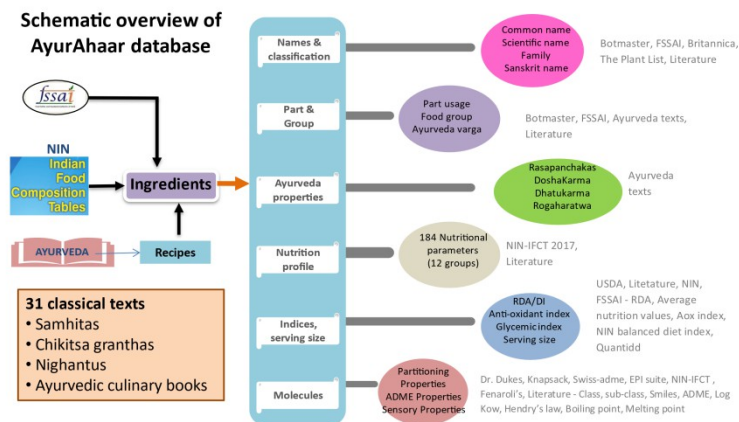 Schematic overview of
AyurAhaar database
fssai
NIN
Indian
Food
Composition
Tables
Ingredients
AYURVEDA
Recipes
31 classical texts
• Samhitas
• Chikitsa granthas
• Nighantus
• Ayurvedic culinary books
Names &
classification
Common name
Scientific name
Family
Sanskrit name
Botmaster, FSSAI, Britannica,
The Plant List, Literature
Part &
Group
Part usage
Food group
Ayurveda varga
Botmaster, FSSAI, Ayurveda texts,
Literature
Ayurveda
properties
Rasapanchakas
DoshaKarma
Dhatukarma
Rogaharatwa
Ayurveda
texts
Nutrition
profile
184 Nutritional
parameters
(12 groups)
NIN-IFCT 2017,
Literature
Indices,
serving size
RDA/DI
Anti-oxidant index
Glycemic index
Serving size
USDA, Litetature, NIN,
FSSAI - RDA, Average
nutrition values, Aox index,
NIN balanced diet index,
Quantidd
Molecules
Partitioning
Properties
ADME Properties
Sensory Properties
Dr. Dukes, Knapsack, Swiss-adme, EPI suite, NIN-IFCT ,
Fenaroli's, Literature - Class, sub-class, Smiles, ADME, Log
Kow, Hendry's law, Boiling point, Melting point